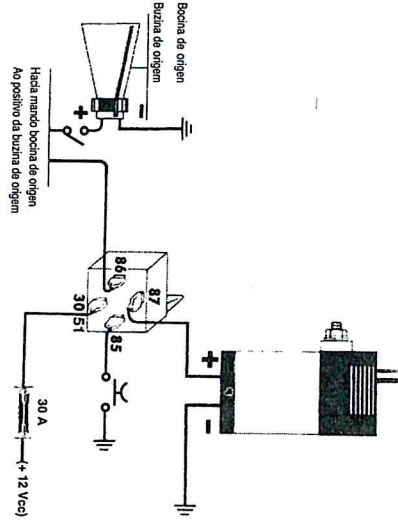 Bocina de origen
Buzina de origem
+
-
Hacia mando bocina de origen
Ao positivo da buzina de origem
86
87
30 51
85
+
-
30 A
(+ 12 Vcc)